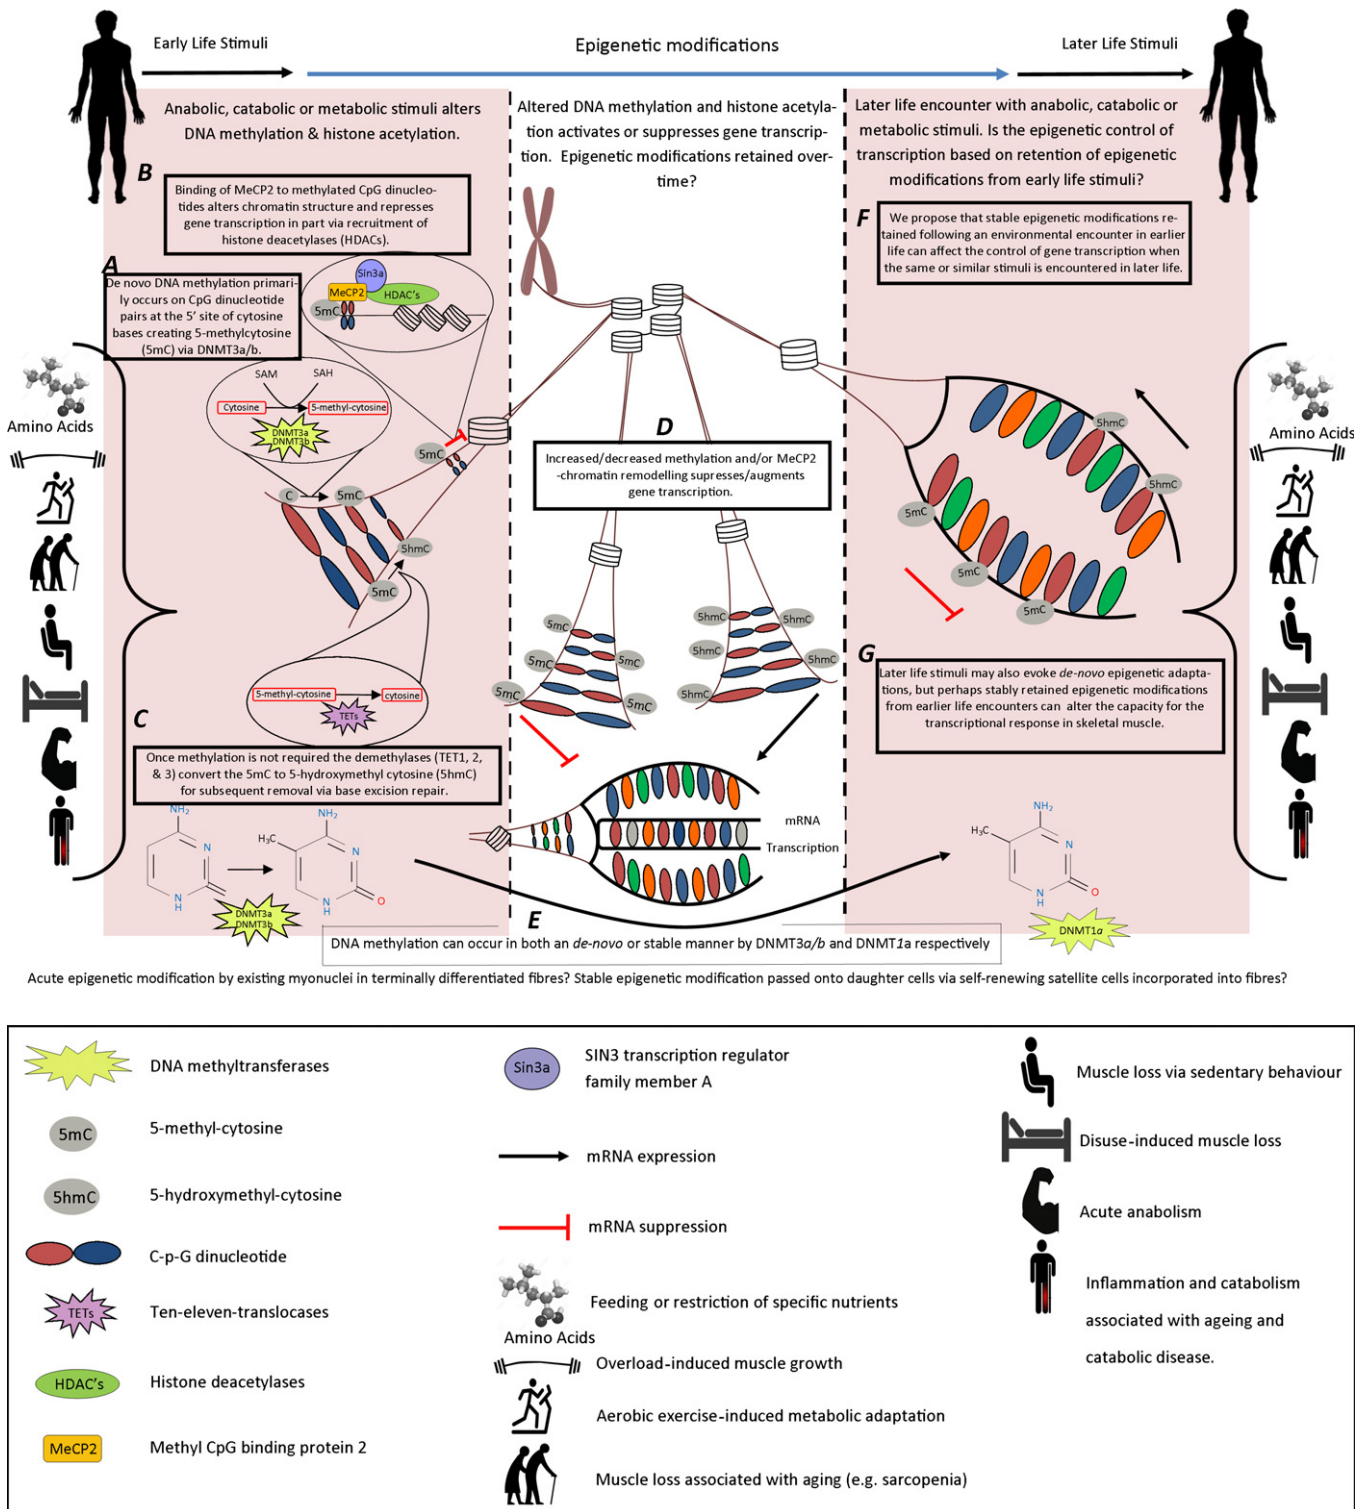 Early Life Stimuli
Epigenetic modifications
Later Life Stimuli
Anabolic, catabolic or metabolic stimuli alters
DNA methylation & histone acetylation.
Altered DNA methylation and histone acetyla-
tion activates or suppresses gene transcrip-
tion. Epigenetic modifications retained over-
time?
Later life encounter with anabolic, catabolic or
metabolic stimuli. Is the epigenetic control of
transcription based on retention of epigenetic
modifications from early life stimuli?
B
Binding of MeCP2 to methylated CpG dinucleo-
tides alters chromatin structure and represses
gene transcription in part via recruitment of
histone deacetylases (HDACs).
F
We propose that stable epigenetic modifications re-
tained following an environmental encounter in earlier
life can affect the control of gene transcription when
the same or similar stimuli is encountered in later life.
A
De novo DNA methylation primari-
ly occurs on CpG dinucleotide
pairs at the 5' site of cytosine
bases creating 5-methylcytosine
(5mC) via DNMT3a/b.
Sin3a
MeCP2
HDAC's
5mC
SAM
SAH
Cytosine
5-methyl-cytosine
DNMT3a
DNMT3b
Amino Acids
Amino Acids
5mC
C
5mC
5hmC
5mC
D
Increased/decreased methylation and/or MeCP2
-chromatin remodelling supresses/augments
gene transcription.
5hmC
5hmC
5mC
5mC
5mC
5mC
5mC
5mC
5mC
5mC
5hmC
5hmC
5hmC
5hmC
5hmC
5-methyl-cytosine
cytosine
TETs
G
Later life stimuli may also evoke de-novo epigenetic adapta-
tions, but perhaps stably retained epigenetic modifications
from earlier life encounters can alter the capacity for the
transcriptional response in skeletal muscle.
C
Once methylation is not required the demethylases (TET1, 2,
& 3) convert the 5mC to 5-hydroxymethyl cytosine (5hmC)
for subsequent removal via base excision repair.
NH₂
N
N
H
NH₂
H₃C
N
N
H
O
DNMT3a
DNMT3b
mRNA
Transcription
NH₂
H₃C
N
N
H
O
DNMT1a
E
DNA methylation can occur in both an de-novo or stable manner by DNMT3a/b and DNMT1a respectively
Acute epigenetic modification by existing myonuclei in terminally differentiated fibres? Stable epigenetic modification passed onto daughter cells via self-renewing satellite cells incorporated into fibres?
DNA methyltransferases
5mC
5-methyl-cytosine
5hmC
5-hydroxymethyl-cytosine
C-p-G dinucleotide
TETs
Ten-eleven-translocases
HDAC's
Histone deacetylases
MeCP2
Methyl CpG binding protein 2
Sin3a
SIN3 transcription regulator
family member A
mRNA expression
mRNA suppression
Feeding or restriction of specific nutrients
Amino Acids
Overload-induced muscle growth
Aerobic exercise-induced metabolic adaptation
Muscle loss associated with aging (e.g. sarcopenia)
Muscle loss via sedentary behaviour
Disuse-induced muscle loss
Acute anabolism
Inflammation and catabolism
associated with ageing and
catabolic disease.